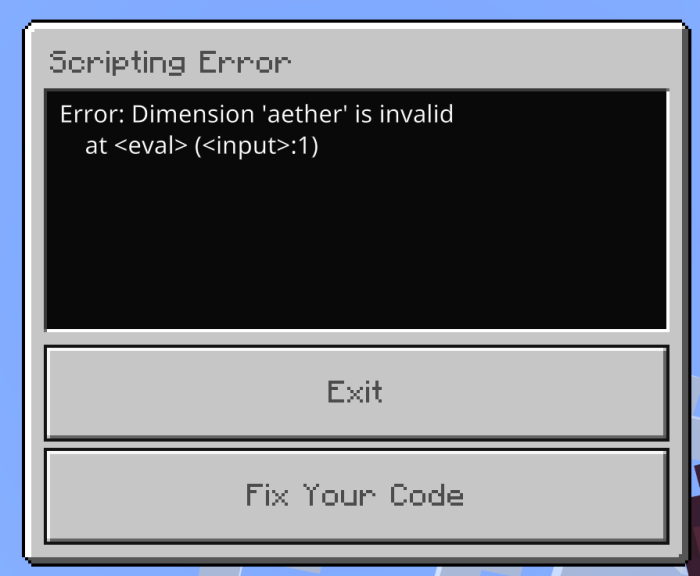 Scripting Error
Error: Dimension 'aether' is invalid
at <eval> (<input>:1)
Exit
Fix Your Code